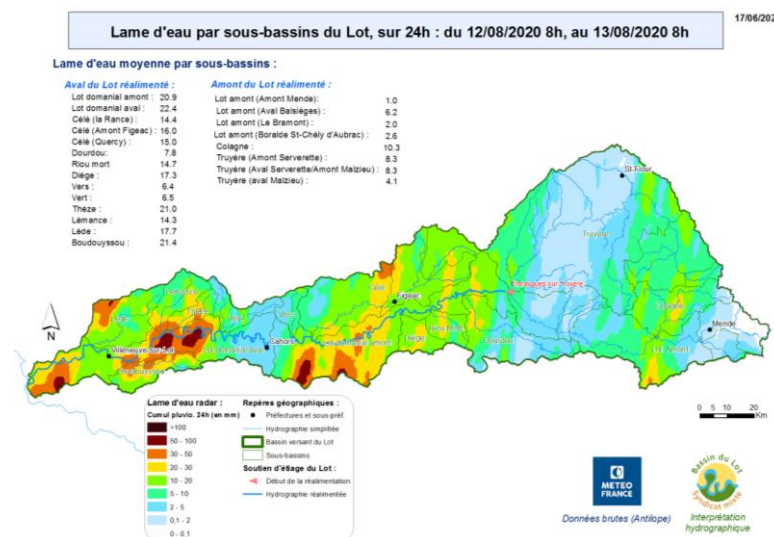 17/06/202
Lame d'eau par sous-bassins du Lot, sur 24h : du 12/08/2020 8h, au 13/08/2020 8h
Lame d'eau moyenne par sous-bassins :
Aval du Lot réalimenté :
Lot domanial amont : 20.9
Lot domanial aval : 22.4
Célé (la Rance) : 14.4
Célé (Amont Figeac) : 16.0
Célé (Quercy) : 15.0
Dourdou: 7.8
Riou mort 14.7
Diège : 17.3
Vers : 6.4
Vert : 6.5
Thèze : 21.0
Lémance : 14.3
Lède : 17.7
Boudouyssou : 21.4
Amont du Lot réalimenté :
Lot amont (Amont Mende): 1.0
Lot amont (Aval Balsièges) : 6.2
Lot amont (Le Bramont) : 2.0
Lot amont (Boralde St-Chély d'Aubrac) : 2.6
Colagne : 10.3
Truyère (Amont Serverette) : 8.3
Truyère (Aval Serverette/Amont Malzieu) : 8.3
Truyère (aval Malzieu) : 4.1
St-Flour
Truyère
Entraygues-sur-Truyère
Célé
Figeac
Mende
Lot Amont
Diège
Riou Mort
Dourdou
Cahors
Villeneuve-sur-Lot
Thèze
N
0 5 10 20
Km
Lame d'eau radar :
Cumul pluvio. 24h (en mm)
>100
50 - 100
30 - 50
20 - 30
10 - 20
5 - 10
2 - 5
0,1 - 2
0 - 0,1
Repères géographiques :
Préfectures et sous-préf.
Hydrographie simplifiée
Bassin versant du Lot
Sous-bassins
Soutien d'étiage du Lot :
Début de la réalimentation
Hydrographie réalimentée
METEO
FRANCE
Données brutes (Antilope)
Bassin du Lot
Syndicat mixte
Interprétation
hydrographique